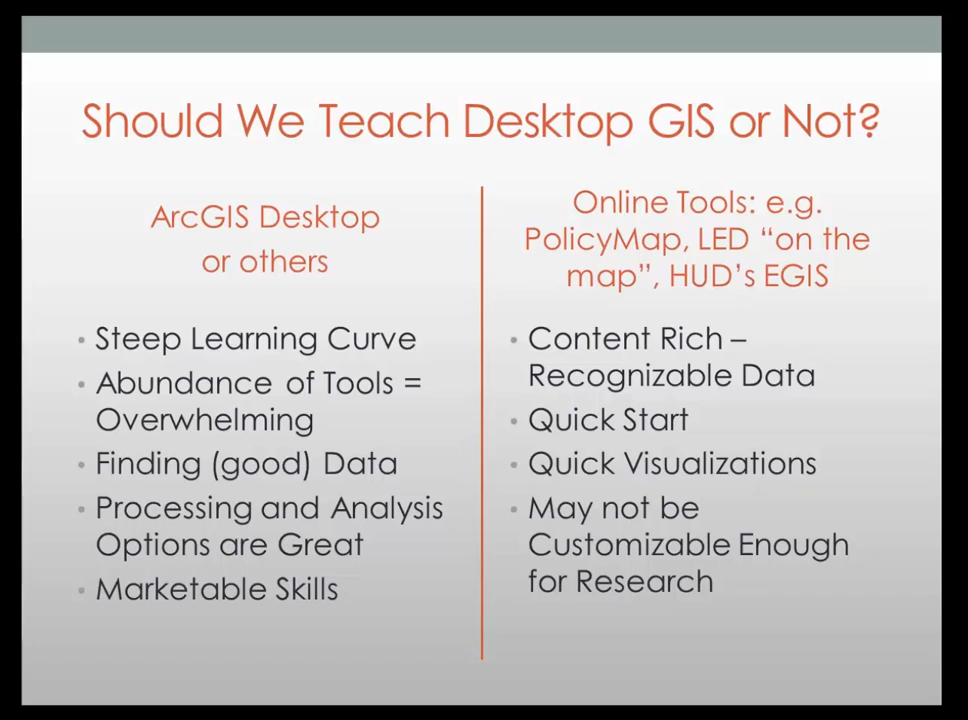 Should We Teach Desktop GIS or Not?
ArcGIS Desktop
or others
• Steep Learning Curve
• Abundance of Tools =
Overwhelming
• Finding (good) Data
• Processing and Analysis
Options are Great
• Marketable Skills
Online Tools: e.g.
PolicyMap, LED “on the
map”, HUD’s EGIS
• Content Rich –
Recognizable Data
• Quick Start
• Quick Visualizations
• May not be
Customizable Enough
for Research